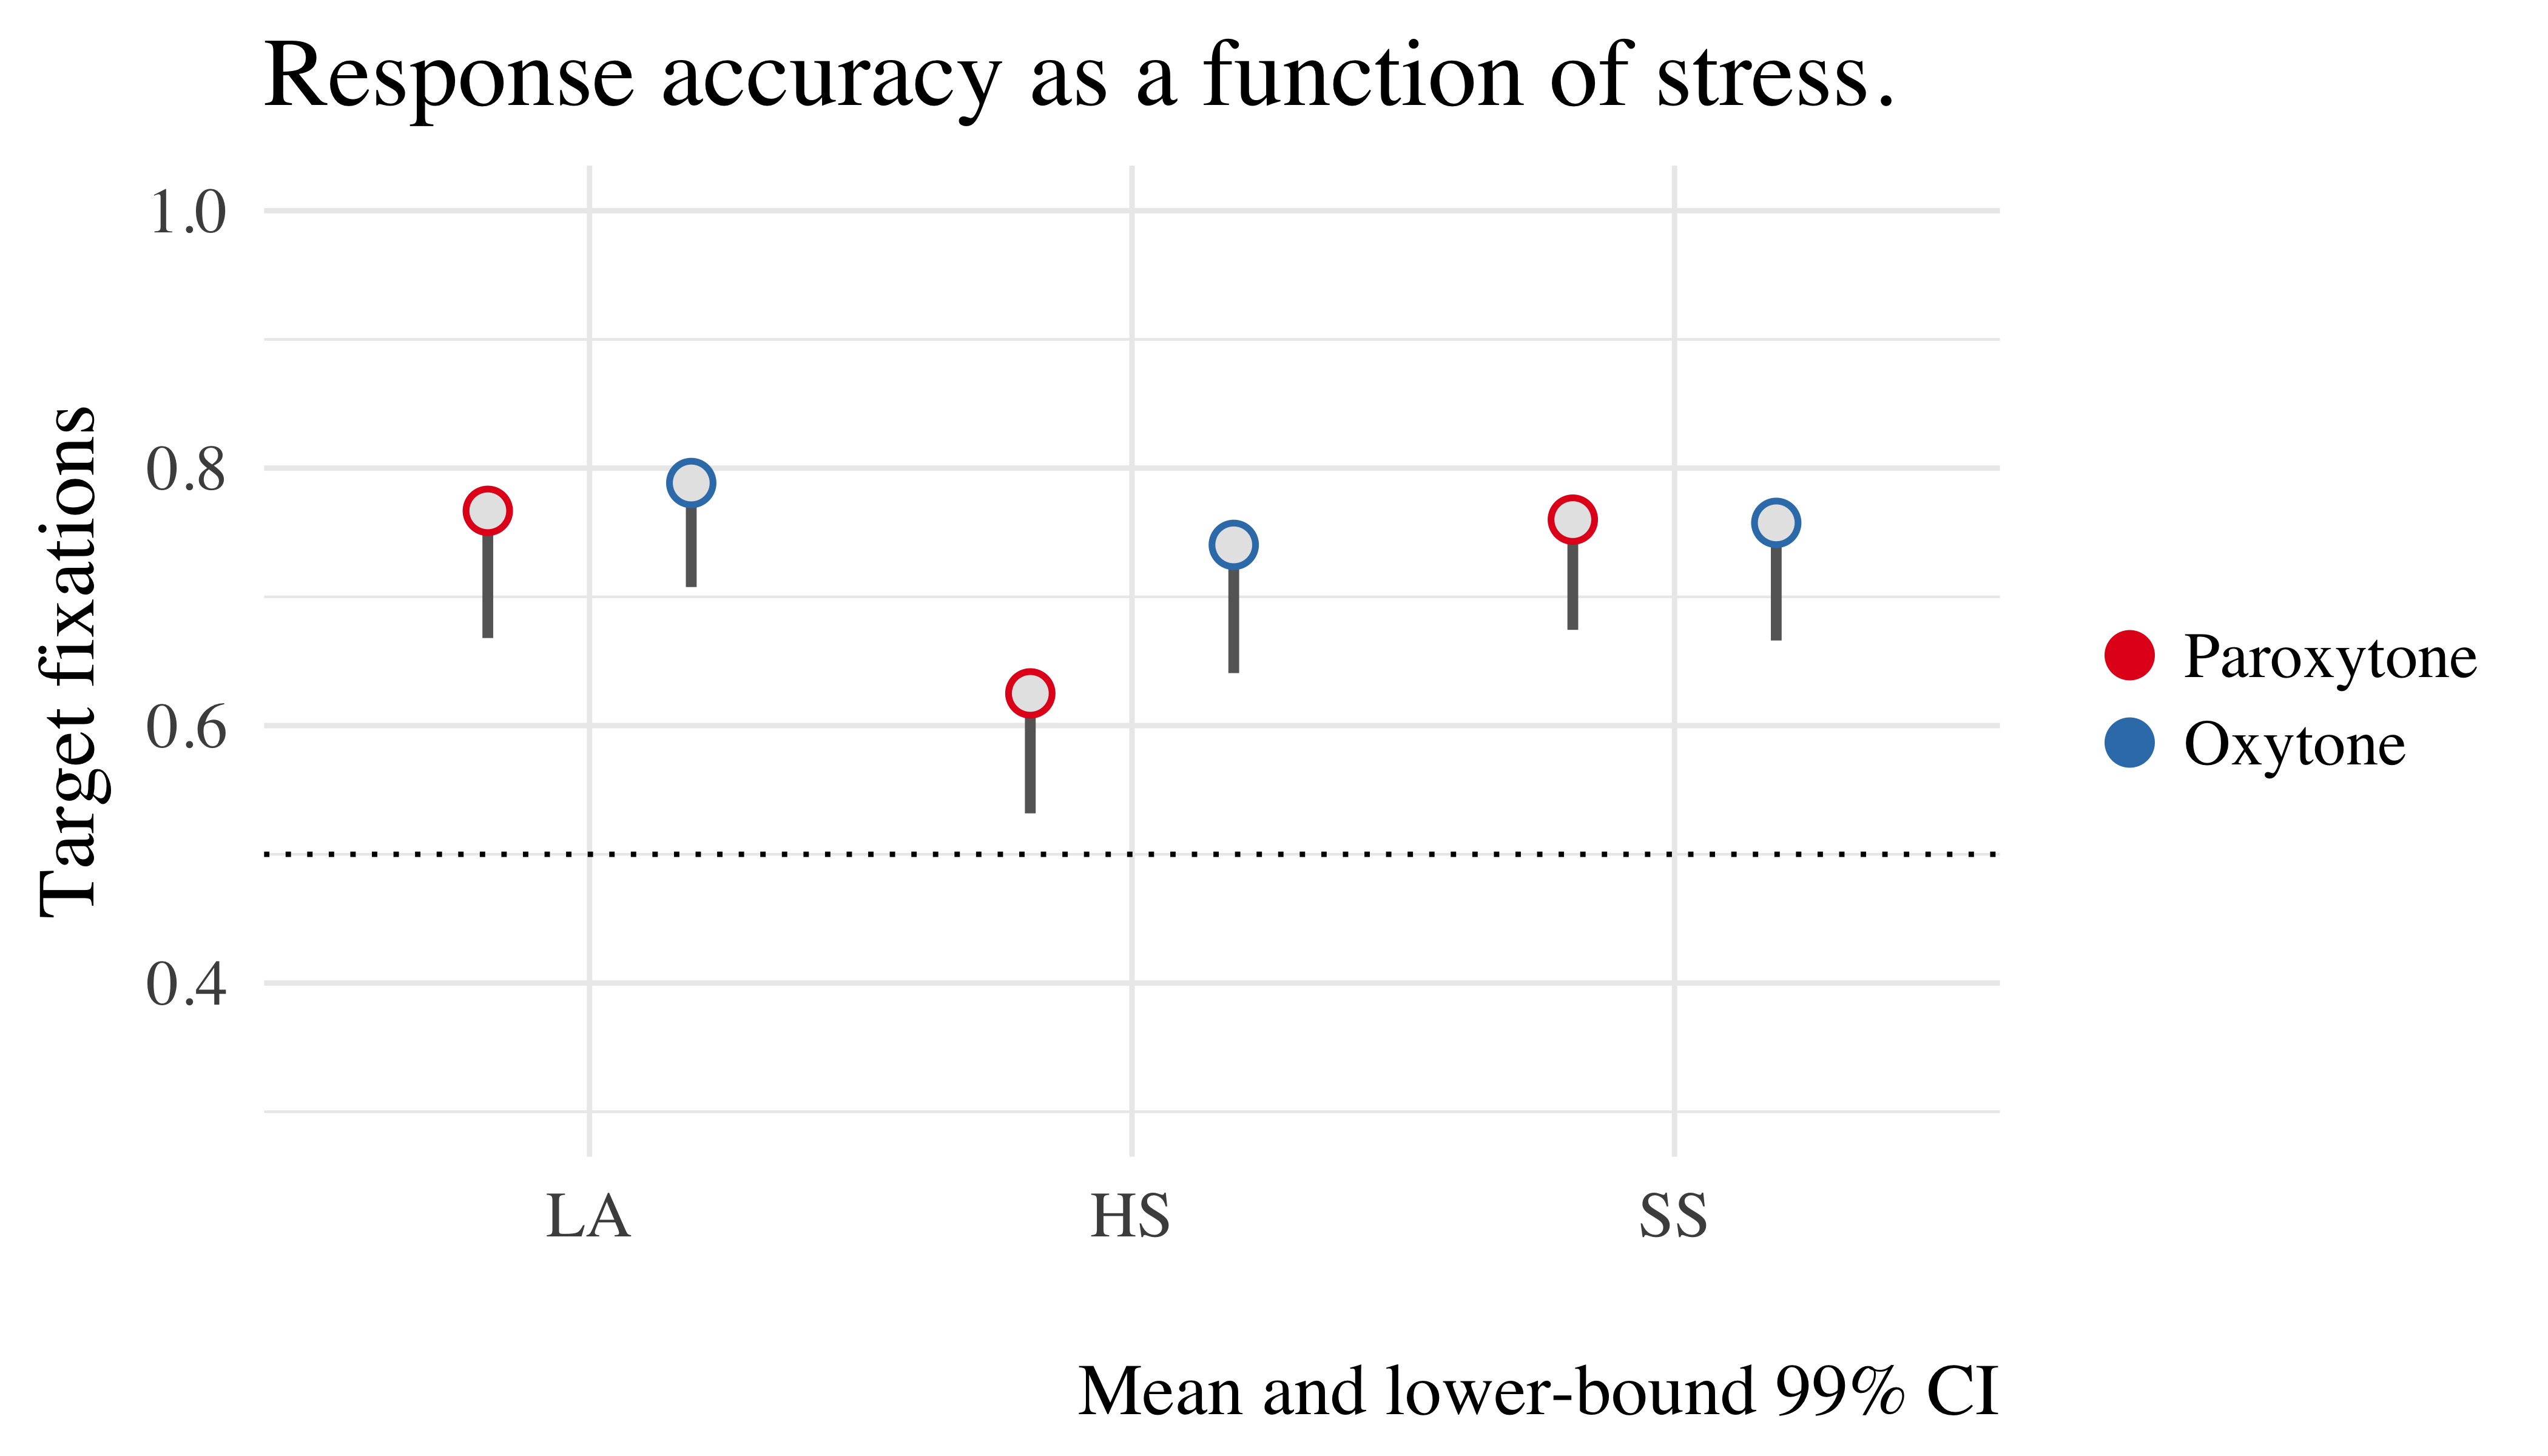 Response accuracy as a function of stress.
Target fixations
1.0
0.8
0.6
0.4
LA
HS
SS
Paroxytone
Oxytone
Mean and lower-bound 99% CI